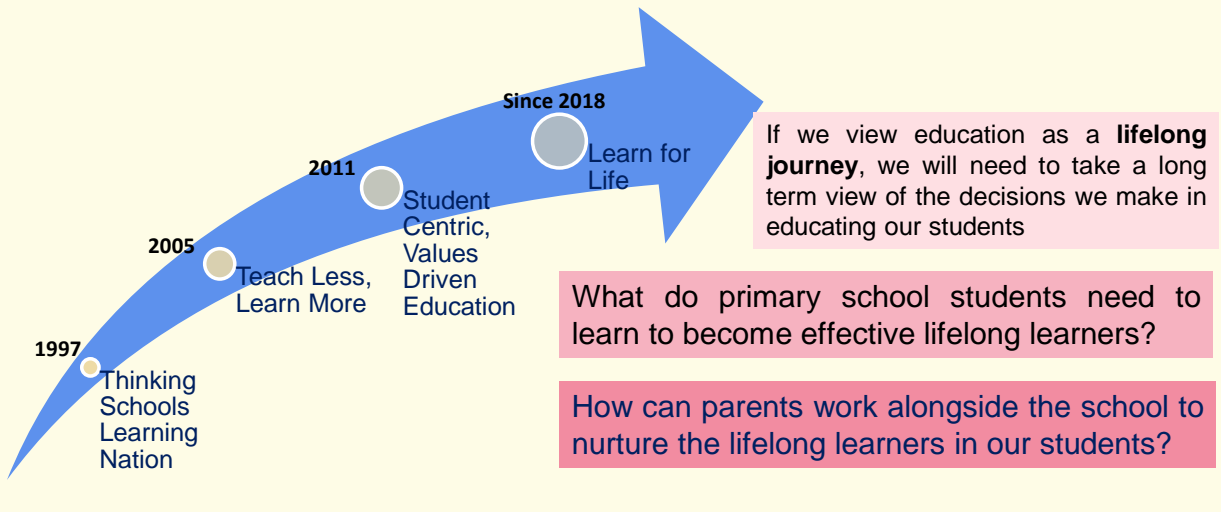 1997
Thinking
Schools
Learning
Nation
2005
Teach Less,
Learn More
2011
Student
Centric,
Values
Driven
Education
Since 2018
Learn for
Life
If we view education as a lifelong
journey, we will need to take a long
term view of the decisions we make in
educating our students
What do primary school students need to
learn to become effective lifelong learners?
How can parents work alongside the school to
nurture the lifelong learners in our students?